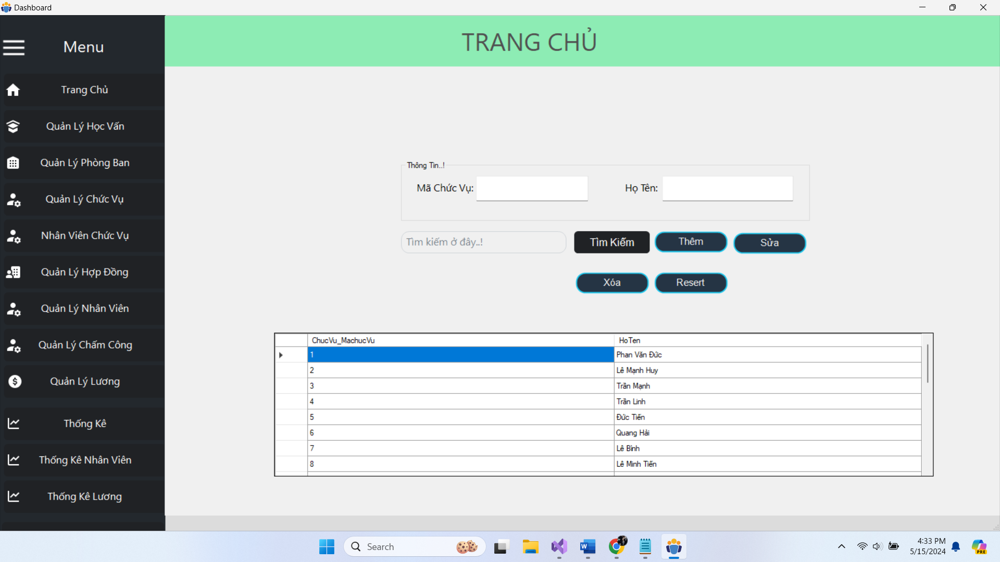 Dashboard
Menu
TRANG CHỦ
Trang Chủ
Quản Lý Học Vấn
Quản Lý Phòng Ban
Quản Lý Chức Vụ
Nhân Viên Chức Vụ
Quản Lý Hợp Đồng
Quản Lý Nhân Viên
Quản Lý Chấm Công
Quản Lý Lương
Thống Kê
Thống Kê Nhân Viên
Thống Kê Lương
Thông Tin..!
Mã Chức Vụ: Họ Tên:
Tìm kiếm ở đây..! Tìm Kiếm Thêm Sửa
Xóa Resert
ChucVu_MachucVu HoTen
1 Phan Văn Đức
2 Lê Mạnh Huy
3 Trần Mạnh
4 Trần Linh
5 Đức Tiến
6 Quang Hải
7 Lê Bình
8 Lê Minh Tiến
Search
4:33 PM
5/15/2024
PRE